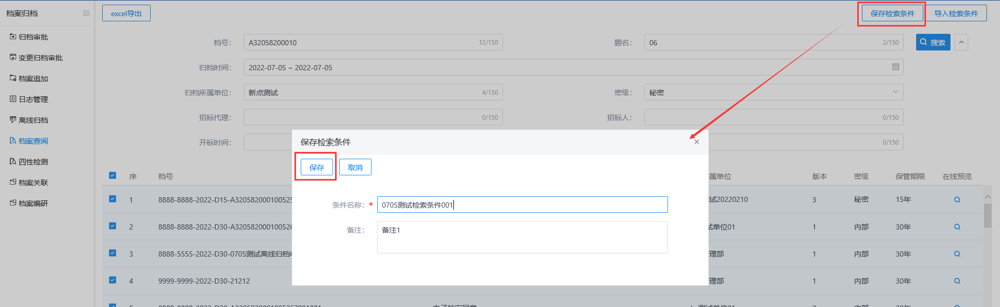 档案归档
excel导出
保存检索条件
导入检索条件
归档审批
变更归档审批
档案追加
日志管理
离线归档
档案查阅
四性检测
档案关联
档案编研
档号： A32058200010 12/150
题名： 06 2/150
搜索
归档时间： 2022-07-05 ~ 2022-07-05
归档所属单位： 新点测试 4/150
密级： 秘密
招标代理： 0/150
招标人： 0/150
开标时间：
0/150
保存检索条件
保存
取消
条件名称：* 0705测试检索条件001
备注： 备注1
序 档号 属单位 版本 密级 保管期限 在线预览
1 8888-8888-2022-D15-A320582000100525 试20220210 3 秘密 15年
2 8888-8888-2022-D30-A320582000100526 试单位01 1 内部 30年
3 8888-5555-2022-D30-0705测试离线归档 理部 1 内部 30年
4 9999-9999-2022-D30-21212 理部 1 内部 30年